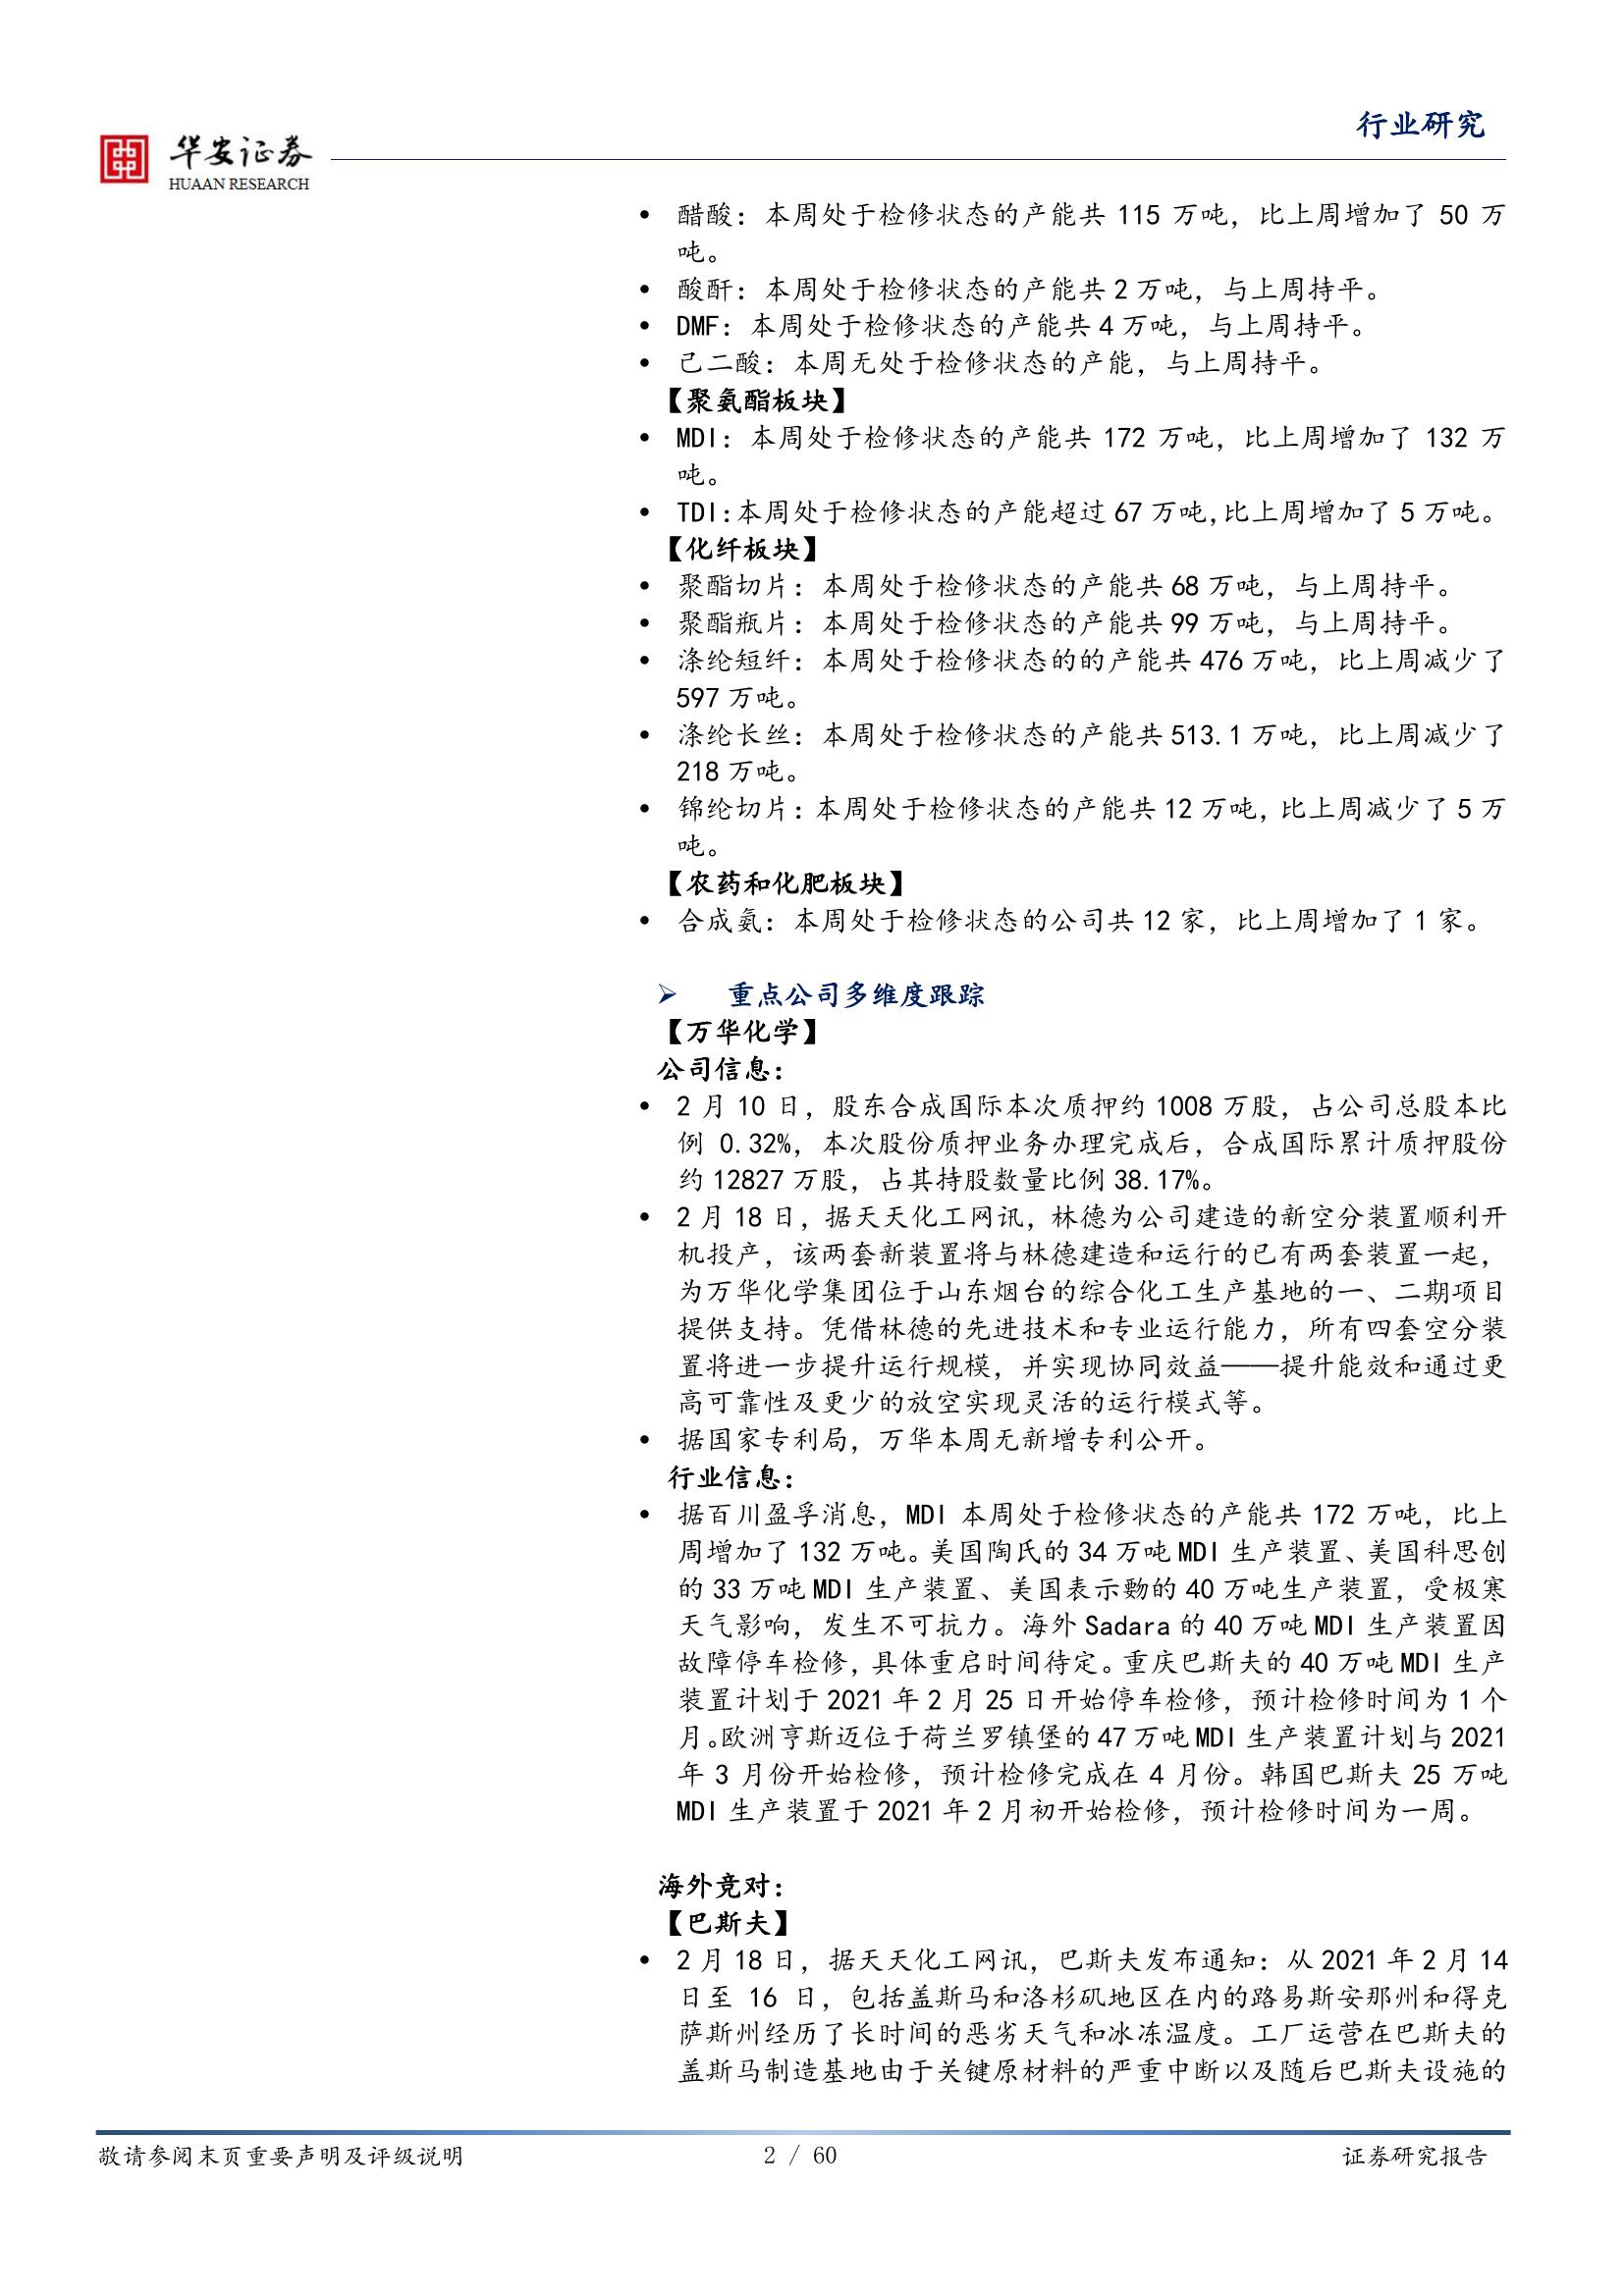 行业研究
华安证券
HUAAN RESEARCH
• 醋酸：本周处于检修状态的产能共 115 万吨，比上周增加了 50 万
吨。
• 酸酐：本周处于检修状态的产能共 2 万吨，与上周持平。
• DMF：本周处于检修状态的产能共 4 万吨，与上周持平。
• 己二酸：本周无处于检修状态的产能，与上周持平。
【聚氨酯板块】
• MDI：本周处于检修状态的产能共 172 万吨，比上周增加了 132 万
吨。
• TDI：本周处于检修状态的产能超过 67 万吨，比上周增加了 5 万吨。
【化纤板块】
• 聚酯切片：本周处于检修状态的产能共 68 万吨，与上周持平。
• 聚酯瓶片：本周处于检修状态的产能共 99 万吨，与上周持平。
• 涤纶短纤：本周处于检修状态的的产能共 476 万吨，比上周减少了
597 万吨。
• 涤纶长丝：本周处于检修状态的产能共 513.1 万吨，比上周减少了
218 万吨。
• 锦纶切片：本周处于检修状态的产能共 12 万吨，比上周减少了 5 万
吨。
【农药和化肥板块】
• 合成氨：本周处于检修状态的公司共 12 家，比上周增加了 1 家。
➢ 重点公司多维度跟踪
【万华化学】
公司信息：
• 2 月 10 日，股东合成国际本次质押约 1008 万股，占公司总股本比
例 0.32%，本次股份质押业务办理完成后，合成国际累计质押股份
约 12827 万股，占其持股数量比例 38.17%。
• 2 月 18 日，据天天化工网讯，林德为公司建造的新空分装置顺利开
机投产，该两套新装置将与林德建造和运行的已有两套装置一起，
为万华化学集团位于山东烟台的综合化工生产基地的一、二期项目
提供支持。凭借林德的先进技术和专业运行能力，所有四套空分装
置将进一步提升运行规模，并实现协同效益——提升能效和通过更
高可靠性及更少的放空实现灵活的运行模式等。
• 据国家专利局，万华本周无新增专利公开。
行业信息：
• 据百川盈孚消息，MDI 本周处于检修状态的产能共 172 万吨，比上
周增加了 132 万吨。美国陶氏的 34 万吨 MDI 生产装置、美国科思创
的 33 万吨 MDI 生产装置、美国表示勠的 40 万吨生产装置，受极寒
天气影响，发生不可抗力。海外 Sadara 的 40 万吨 MDI 生产装置因
故障停车检修，具体重启时间待定。重庆巴斯夫的 40 万吨 MDI 生产
装置计划于 2021 年 2 月 25 日开始停车检修，预计检修时间为 1 个
月。欧洲亨斯迈位于荷兰罗镇堡的 47 万吨 MDI 生产装置计划与 2021
年 3 月份开始检修，预计检修完成在 4 月份。韩国巴斯夫 25 万吨
MDI 生产装置于 2021 年 2 月初开始检修，预计检修时间为一周。
海外竞对：
【巴斯夫】
• 2 月 18 日，据天天化工网讯，巴斯夫发布通知：从 2021 年 2 月 14
日至 16 日，包括盖斯马和洛杉矶地区在内的路易斯安那州和得克
萨斯州经历了长时间的恶劣天气和冰冻温度。工厂运营在巴斯夫的
盖斯马制造基地由于关键原材料的严重中断以及随后巴斯夫设施的
敬请参阅末页重要声明及评级说明
2 / 60
证券研究报告